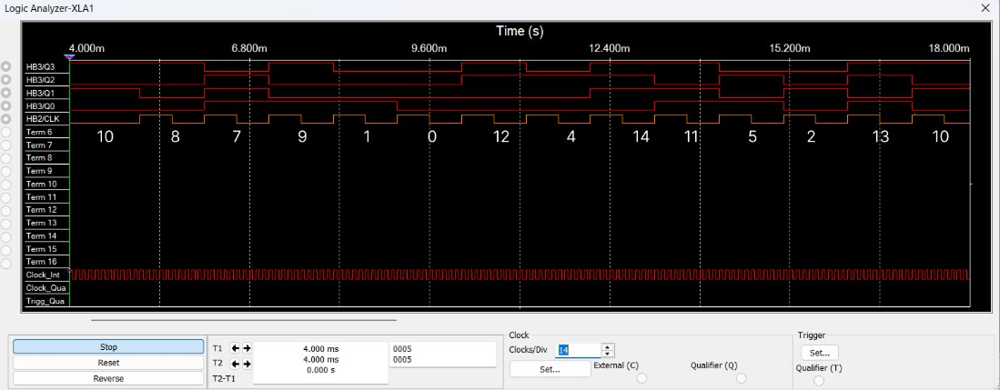 Logic Analyzer-XLA1
Time (s)
4.000m 6.800m 9.600m 12.400m 15.200m 18.000m
HB3/Q3
HB3/Q2
HB3/Q1
HB3/Q0
HB2/CLK
Term 6
10 8 7 9 1 0 12 4 14 11 5 2 13 10
Term 7
Term 8
Term 9
Term 10
Term 11
Term 12
Term 13
Term 14
Term 15
Term 16
Clock_Int
Clock_Qua
Trigg_Qua
Stop
Reset
Reverse
T1 4.000 ms 0005
T2 4.000 ms 0005
T2-T1 0.000 s
Clock
Clocks/Div 14
Set... External (C) Qualifier (Q)
Trigger
Set...
Qualifier (T)